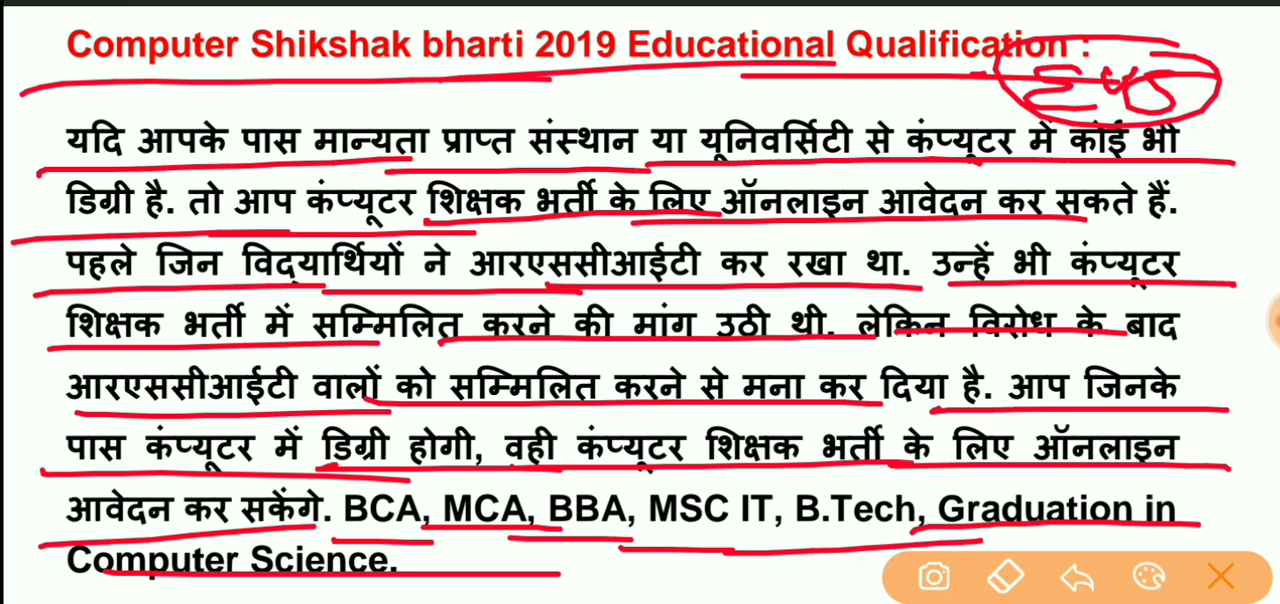 Computer Shikshak bharti 2019 Educational Qualification :
यदि आपके पास मान्यता प्राप्त संस्थान या यूनिवर्सिटी से कंप्यूटर में कोई भी
डिग्री है. तो आप कंप्यूटर शिक्षक भर्ती के लिए ऑनलाइन आवेदन कर सकते हैं.
पहले जिन विद्यार्थियों ने आरएससीआईटी कर रखा था. उन्हें भी कंप्यूटर
शिक्षक भर्ती में सम्मिलित करने की मांग उठी थी. लेकिन विरोध के बाद
आरएससीआईटी वालों को सम्मिलित करने से मना कर दिया है. आप जिनके
पास कंप्यूटर में डिग्री होगी, वही कंप्यूटर शिक्षक भर्ती के लिए ऑनलाइन
आवेदन कर सकेंगे. BCA, MCA, BBA, MSC IT, B.Tech, Graduation in
Computer Science.